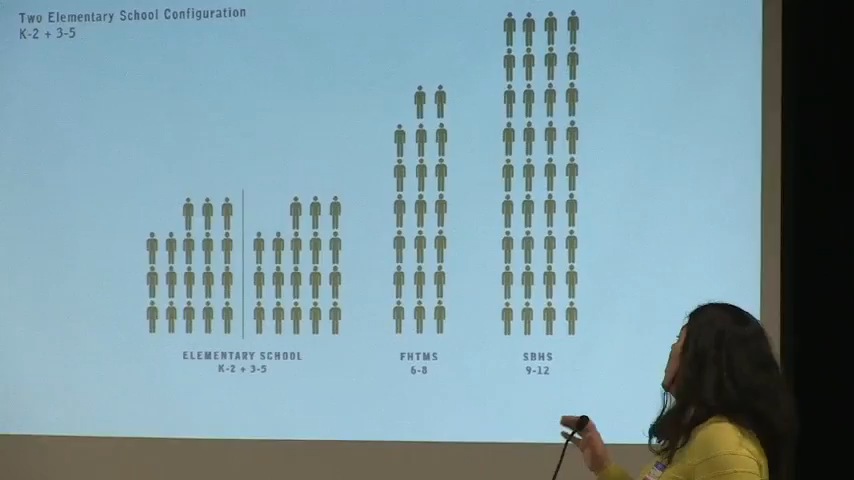 Two Elementary School Configuration
K-2 + 3-5
ELEMENTARY SCHOOL
K-2 + 3-5
FHTMS
6-8
SBHS
9-12